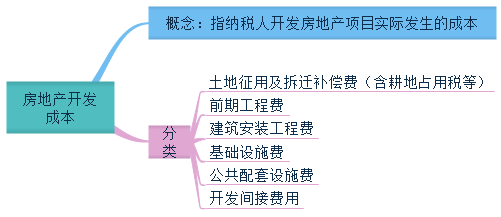 概念：指纳税人开发房地产项目实际发生的成本
房地产开发
成本
分
类
土地征用及拆迁补偿费（含耕地占用税等）
前期工程费
建筑安装工程费
基础设施费
公共配套设施费
开发间接费用